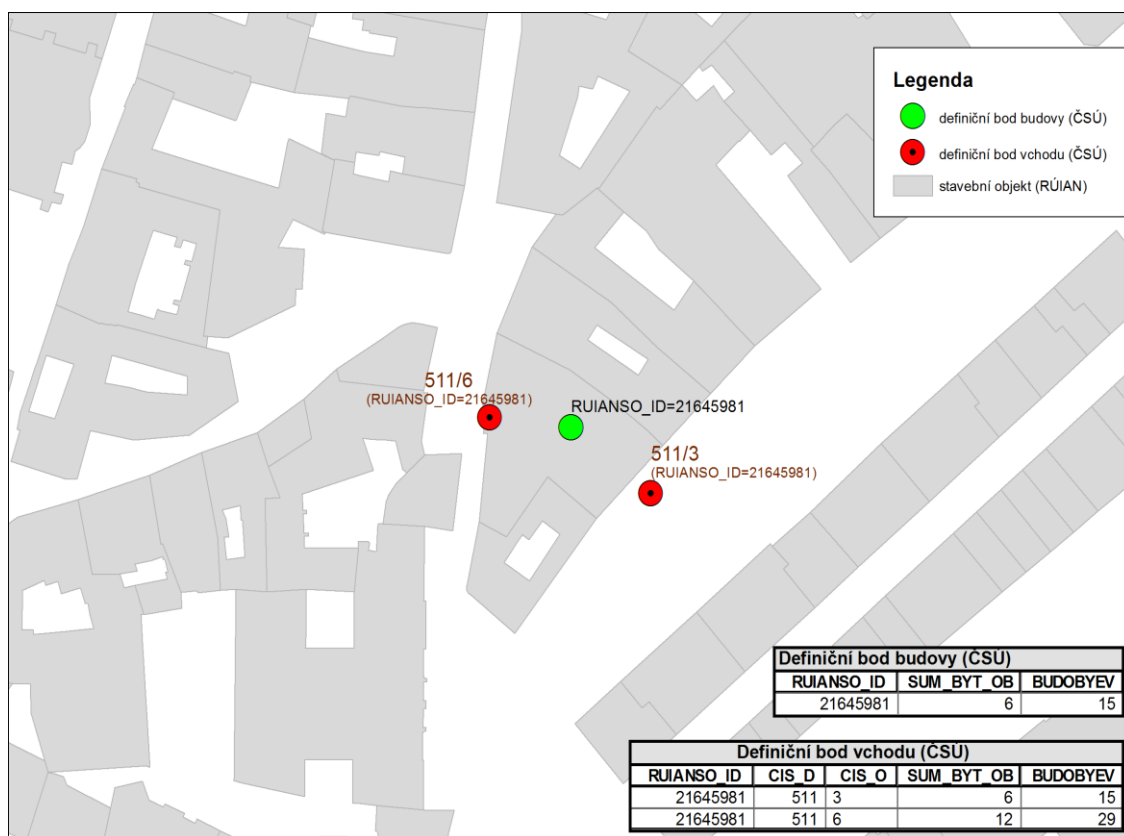 Legenda
definiční bod budovy (ČSÚ)
definiční bod vchodu (ČSÚ)
stavební objekt (RÚIAN)
511/6
(RUIANSO_ID=21645981)
RUIANSO_ID=21645981
511/3
(RUIANSO_ID=21645981)
Definiční bod budovy (ČSÚ)
RUIANSO_ID SUM_BYT_OB BUDOBYEV
21645981 6 15
Definiční bod vchodu (ČSÚ)
RUIANSO_ID CIS_D CIS_O SUM_BYT_OB BUDOBYEV
21645981 511 3 6 15
21645981 511 6 12 29